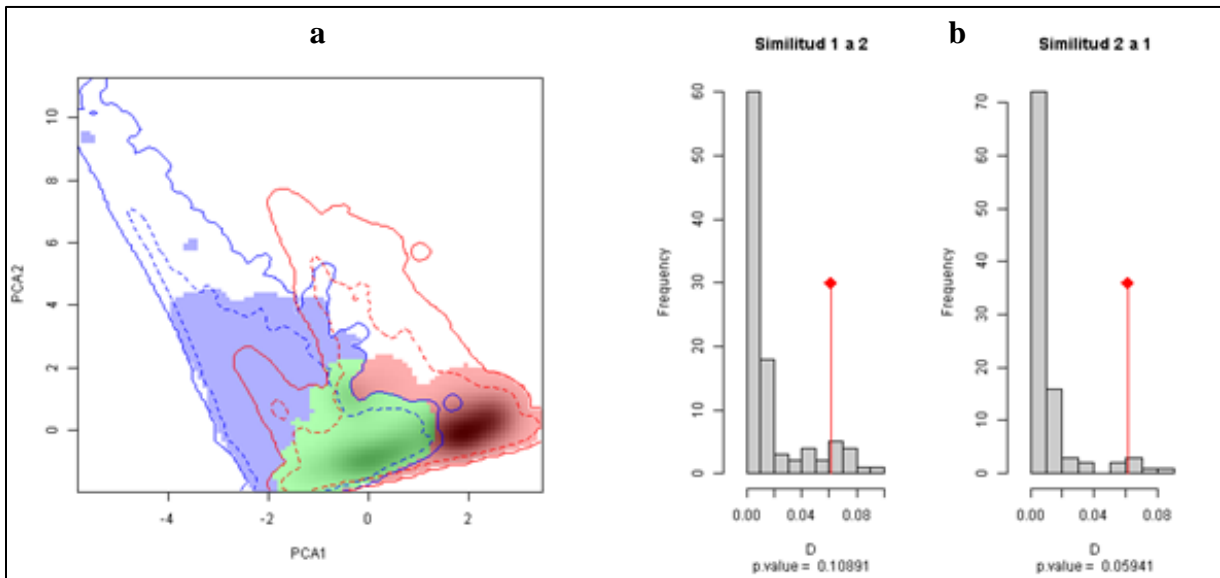 a
b
Similitud 1 a 2
Similitud 2 a 1
PCA2
10
8
6
4
2
0
-4
-2
0
2
PCA1
Frequency
60
50
40
30
20
10
0
0.00
0.04
0.08
D
p.value = 0.10891
Frequency
70
60
50
40
30
20
10
0
0.00
0.04
0.08
D
p.value = 0.05941